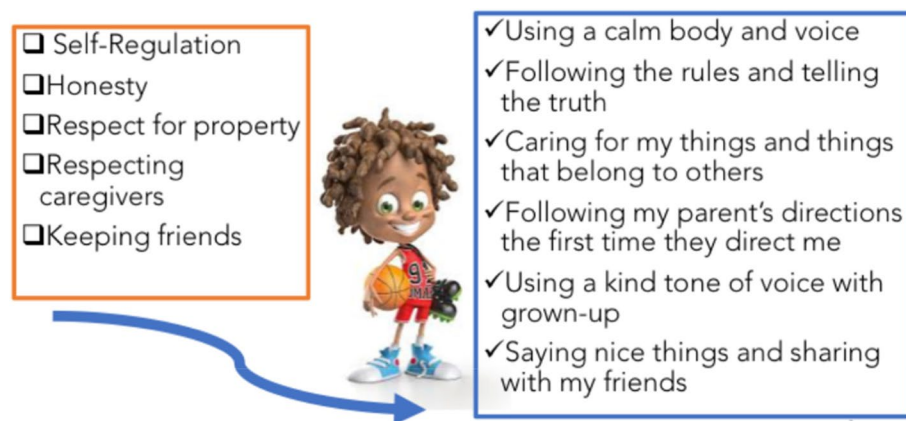 ❑ Self-Regulation
❑Honesty
❑Respect for property
❑Respecting
caregivers
❑Keeping friends
9
✓Using a calm body and voice
✓Following the rules and telling
the truth
✓Caring for my things and things
that belong to others
✓Following my parent's directions
the first time they direct me
✓Using a kind tone of voice with
grown-up
✓Saying nice things and sharing
with my friends